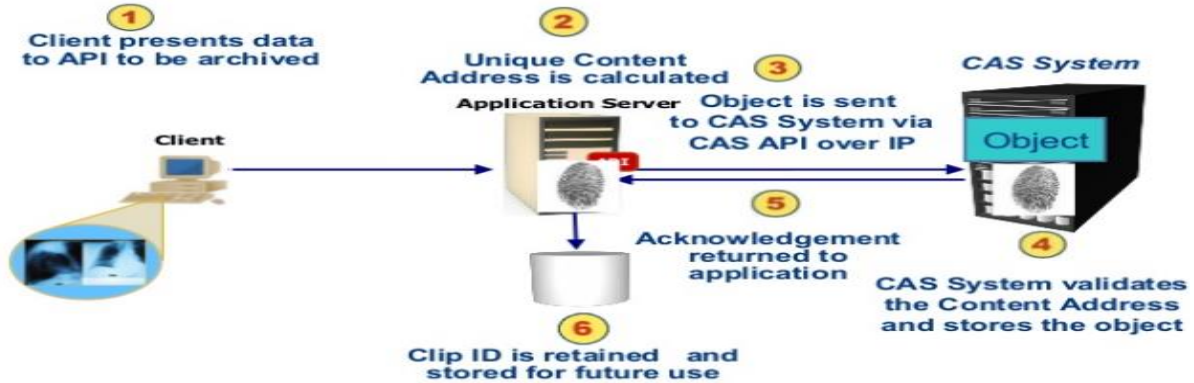 1
Client presents data
to API to be archived
Client
2
Unique Content
Address is calculated
Application Server
API
3
Object is sent
to CAS System via
CAS API over IP
CAS System
Object
4
CAS System validates
the Content Address
and stores the object
5
Acknowledgement
returned to
application
6
Clip ID is retained and
stored for future use